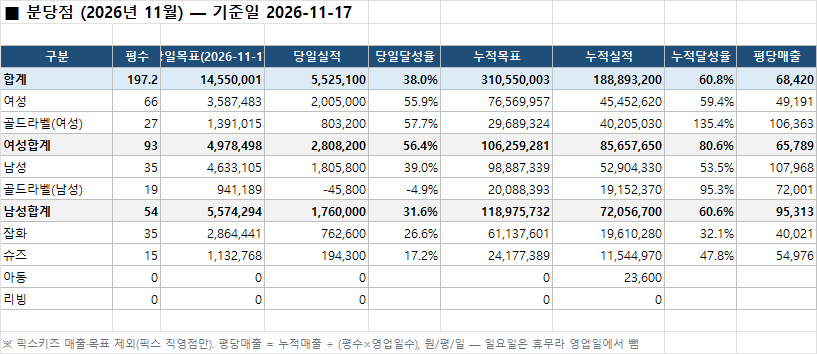 ■ 분당점 (2026년 11월) — 기준일 2026-11-17
구분 평수 당일목표(2026-11-1 당일실적 당일달성율 누적목표 누적실적 누적달성율 평당매출
합계 197.2 14,550,001 5,525,100 38.0% 310,550,003 188,893,200 60.8% 68,420
여성 66 3,587,483 2,005,000 55.9% 76,569,957 45,452,620 59.4% 49,191
골드라벨(여성) 27 1,391,015 803,200 57.7% 29,689,324 40,205,030 135.4% 106,363
여성합계 93 4,978,498 2,808,200 56.4% 106,259,281 85,657,650 80.6% 65,789
남성 35 4,633,105 1,805,800 39.0% 98,887,339 52,904,330 53.5% 107,968
골드라벨(남성) 19 941,189 -45,800 -4.9% 20,088,393 19,152,370 95.3% 72,001
남성합계 54 5,574,294 1,760,000 31.6% 118,975,732 72,056,700 60.6% 95,313
잡화 35 2,864,441 762,600 26.6% 61,137,601 19,610,280 32.1% 40,021
슈즈 15 1,132,768 194,300 17.2% 24,177,389 11,544,970 47.8% 54,976
아동 0 0 0 0 23,600
리빙 0 0 0 0 0
※ 픽스키즈 매출·목표 제외(픽스 직영점만). 평당매출 = 누적매출 ÷ (평수×영업일수), 원/평/일 — 일요일은 휴무라 영업일에서 뺌